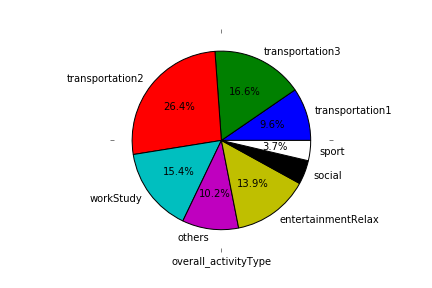 transportation3
transportation2
16.6%
26.4%
transportation1
9.6%
3.7%
sport
15.4%
social
13.9%
10.2%
workStudy
entertainmentRelax
others
overall_activityType